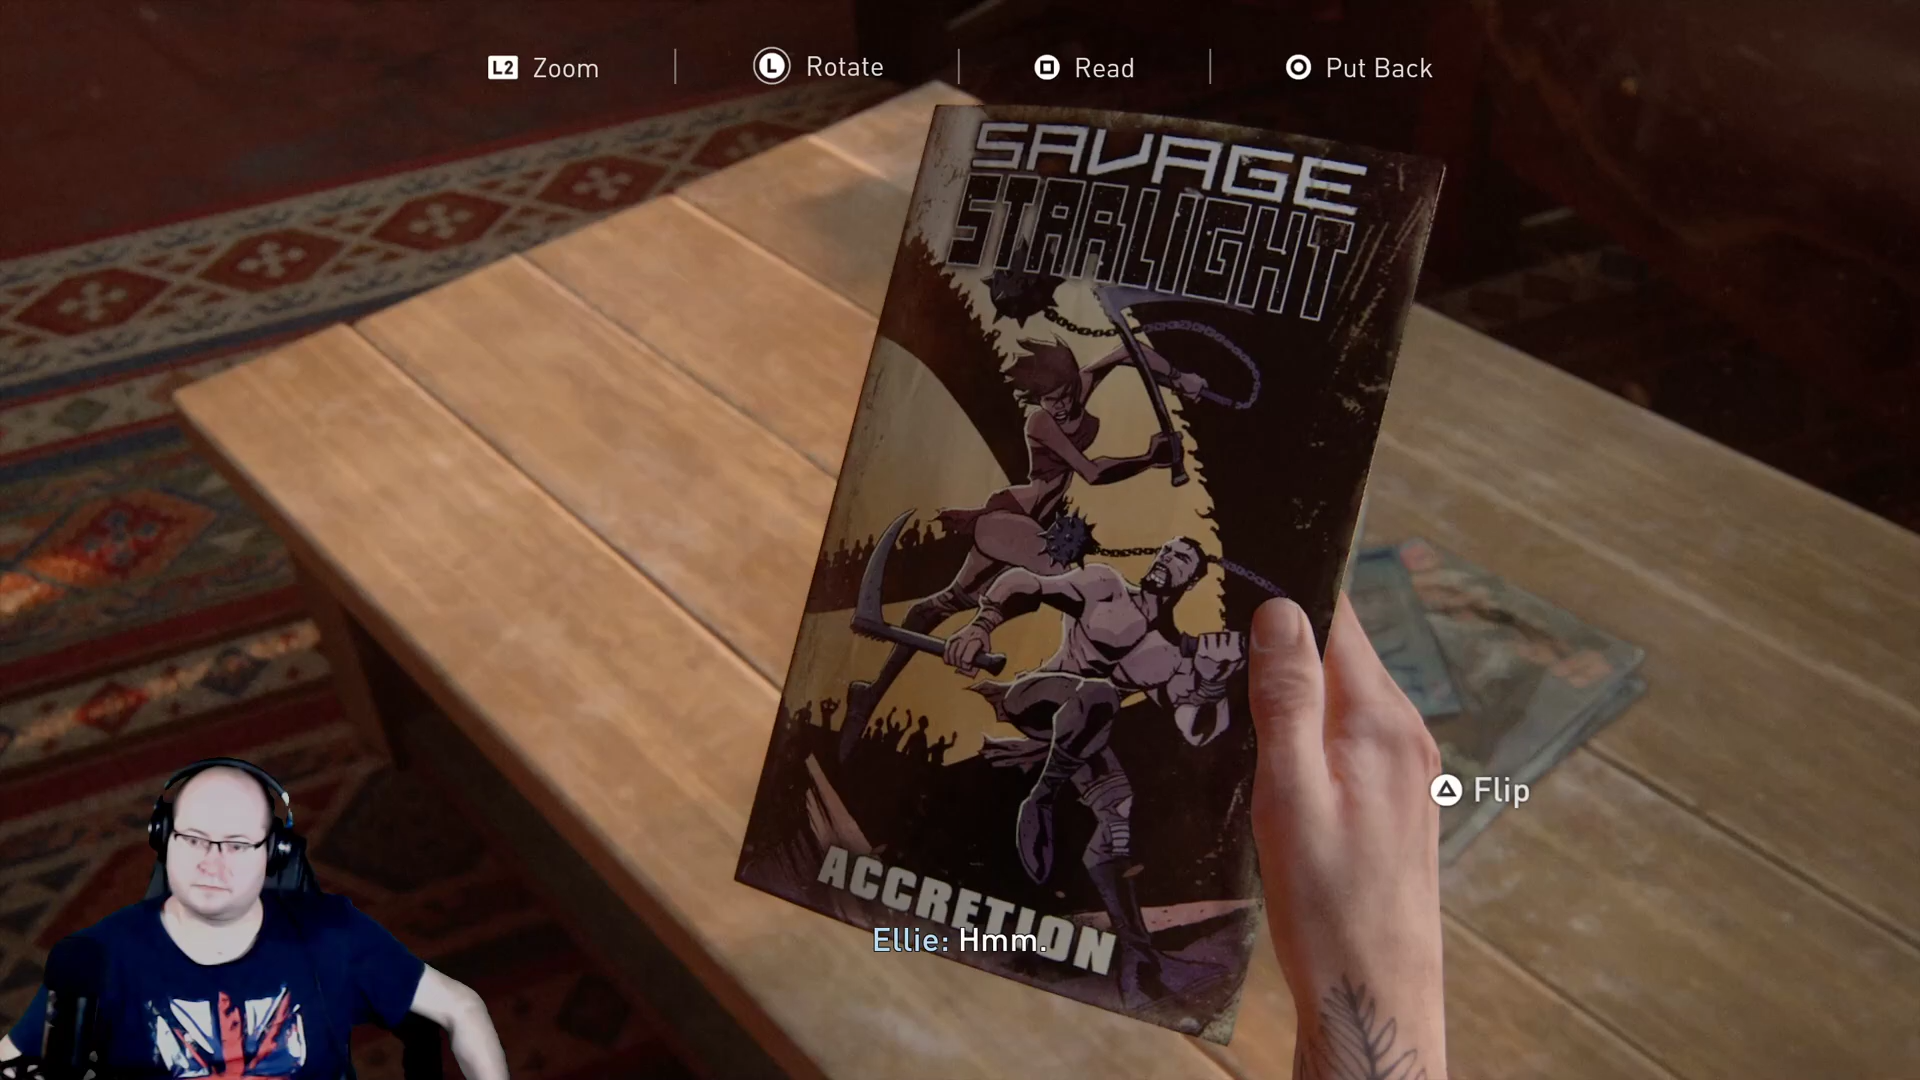 L2 Zoom
L Rotate
Read
Put Back
SAVAGE
STARLIGHT
Flip
ACCRETION
Ellie: Hmm.